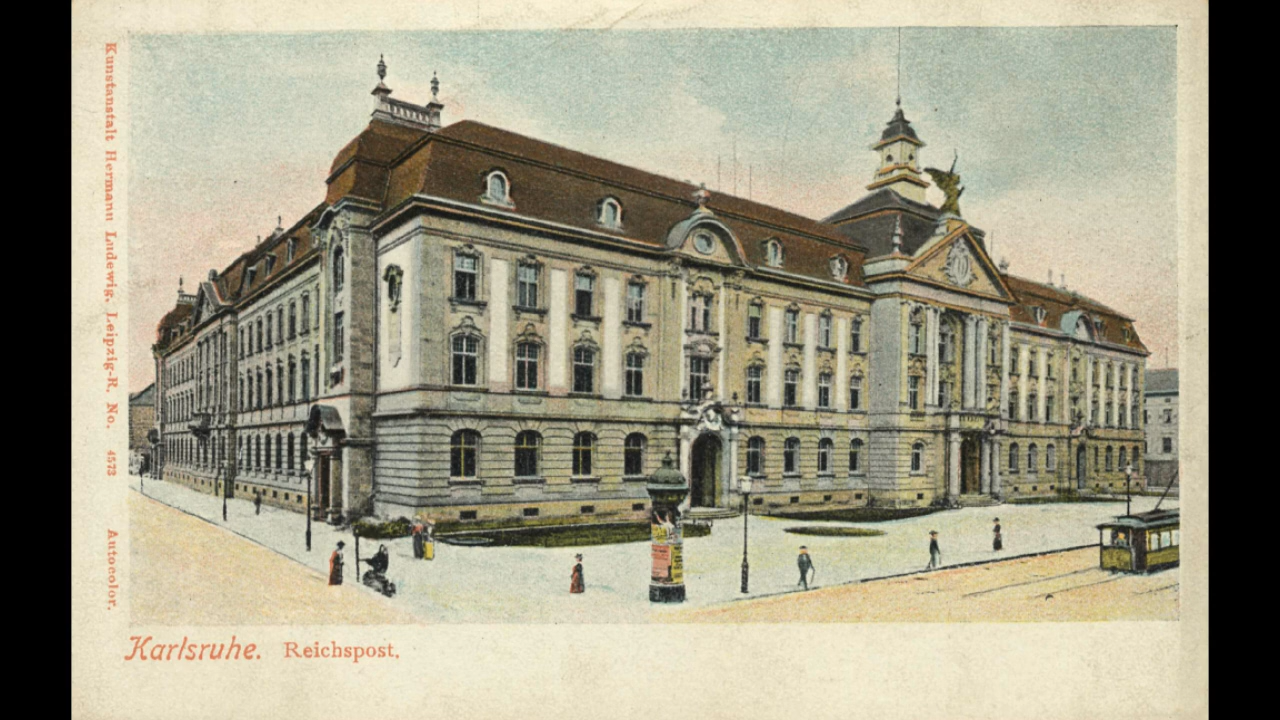 Kunstanstalt Hermann Ludewig, Leipzig-R. No. 4573 Autocolor.
Karlsruhe. Reichspost.